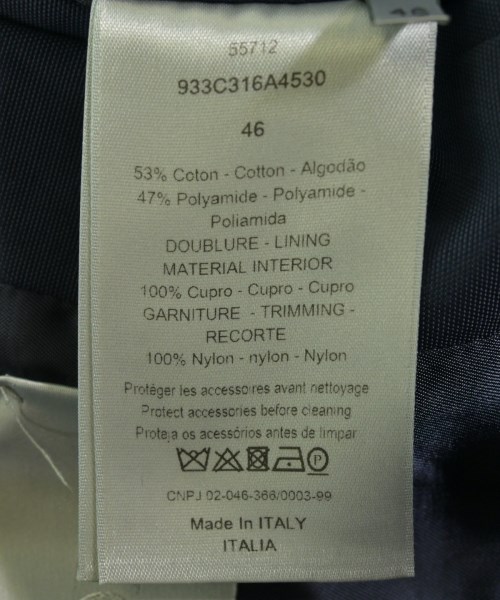 46
55712
933C316A4530
46
53% Coton - Cotton - Algodão
47% Polyamide - Polyamide -
Poliamida
DOUBLURE - LINING
MATERIAL INTERIOR
100% Cupro - Cupro - Cupro
GARNITURE - TRIMMING -
RECORTE
100% Nylon - nylon - Nylon
Protéger les accessoires avant nettoyage
Protect accessories before cleaning
Proteja os acessórios antes de limpar
P
CNPJ 02-046-366/0003-99
Made In ITALY
ITALIA